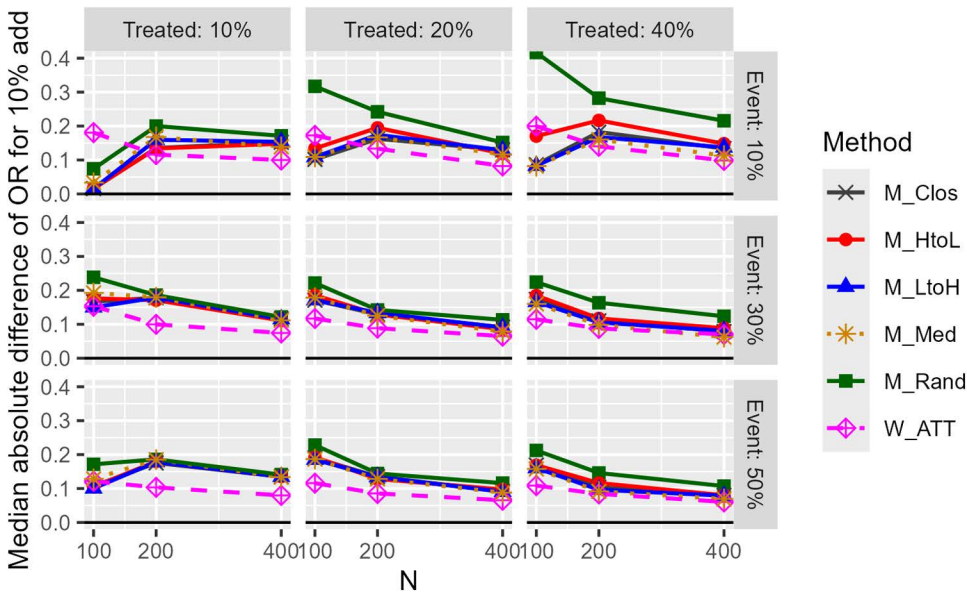 Median absolute difference of OR for 10% add
Treated: 10%
Treated: 20%
Treated: 40%
0.4
0.3
0.2
0.1
0.0
Event: 10%
0.4
0.3
0.2
0.1
0.0
Event: 30%
0.4
0.3
0.2
0.1
0.0
Event: 50%
100 200 400
100 200 400
100 200 400
N
Method
M_Clos
M_HtoL
M_LtoH
M_Med
M_Rand
W_ATT